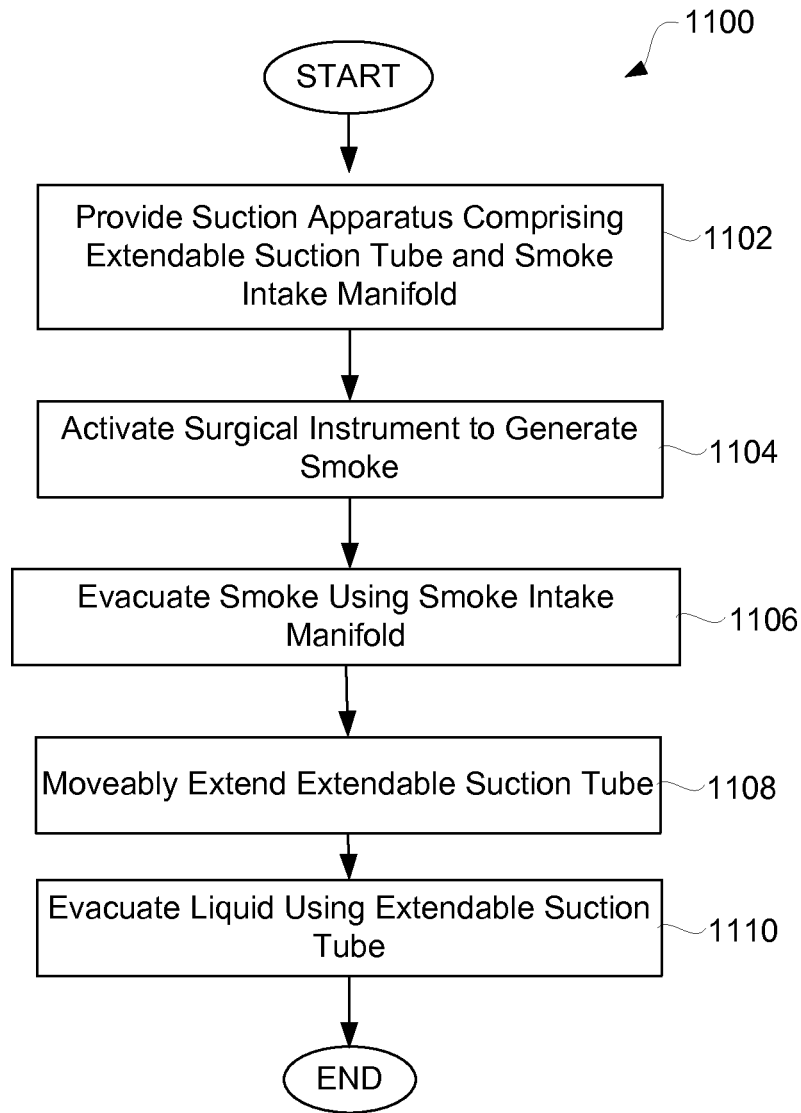 1100
START
Provide Suction Apparatus Comprising
Extendable Suction Tube and Smoke
Intake Manifold
1102
Activate Surgical Instrument to Generate
Smoke
1104
Evacuate Smoke Using Smoke Intake
Manifold
1106
Moveably Extend Extendable Suction Tube
1108
Evacuate Liquid Using Extendable Suction
Tube
1110
END